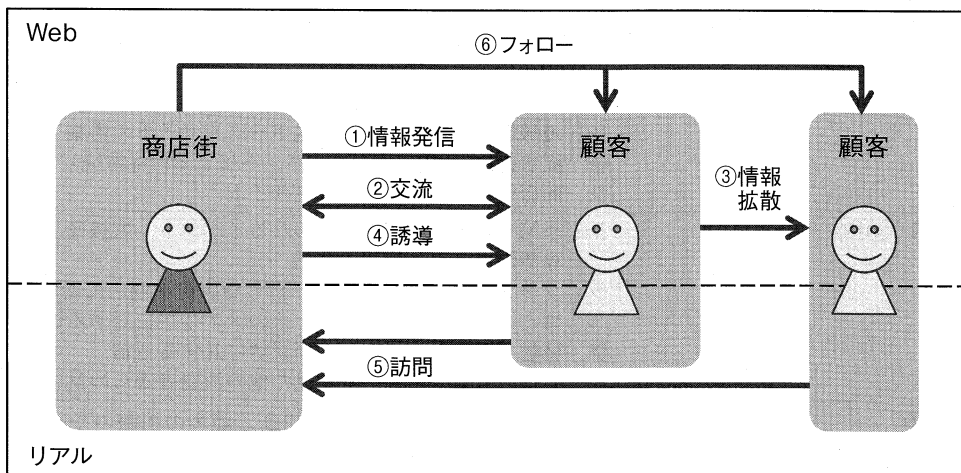 Web
⑥フォロー
商店街
①情報発信
顧客
顧客
②交流
③情報
拡散
④誘導
⑤訪問
リアル